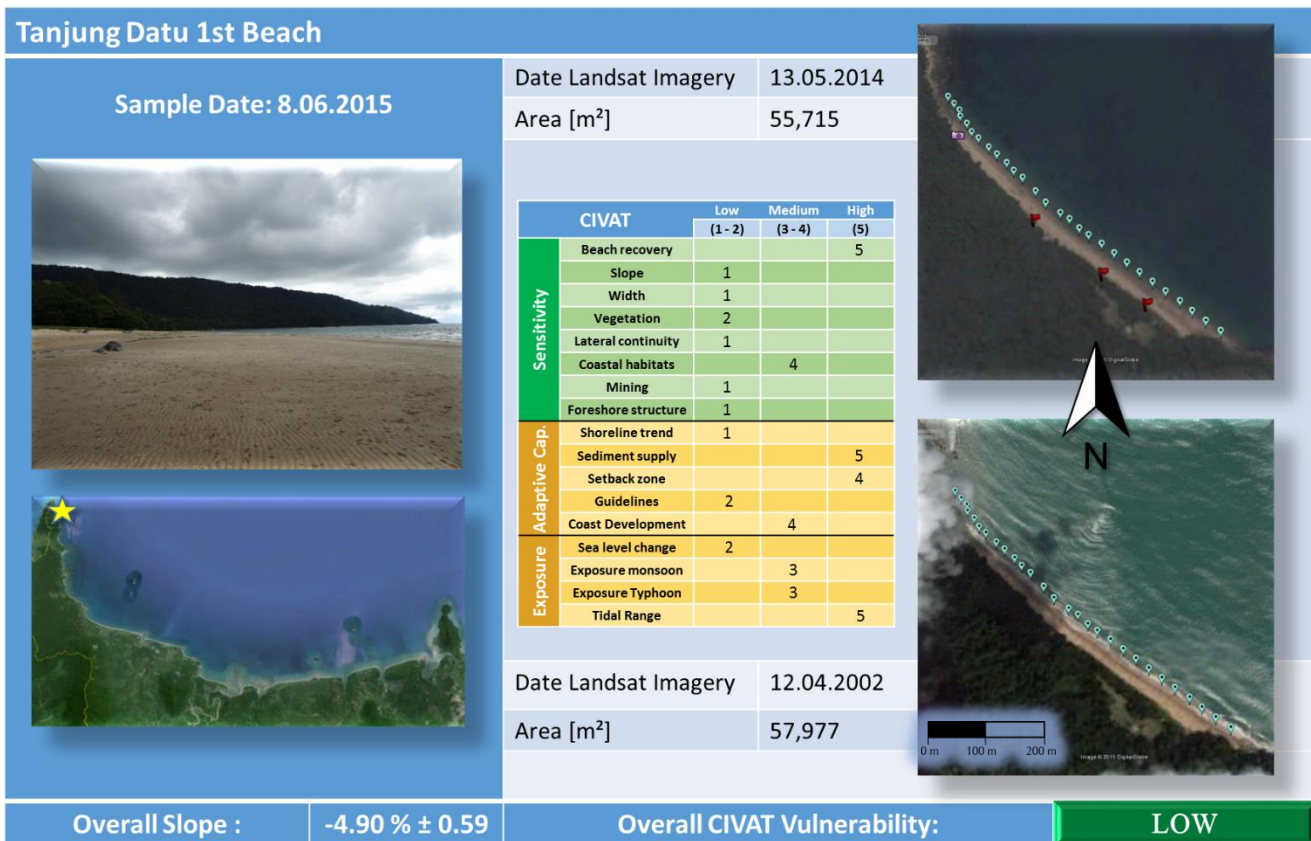 Tanjung Datu 1st Beach
Sample Date: 8.06.2015
Date Landsat Imagery 13.05.2014
Area [m²] 55,715
CIVAT Low Medium High
(1 - 2) (3 - 4) (5)
Sensitivity
Beach recovery 5
Slope 1
Width 1
Vegetation 2
Lateral continuity 1
Coastal habitats 4
Mining 1
Foreshore structure 1
Adaptive Cap.
Shoreline trend 1
Sediment supply 5
Setback zone 4
Guidelines 2
Coast Development 4
Exposure
Sea level change 2
Exposure monsoon 3
Exposure Typhoon 3
Tidal Range 5
Date Landsat Imagery 12.04.2002
Area [m²] 57,977
N
0 m 100 m 200 m
Image © 2015 DigitalGlobe
Overall Slope : -4.90 % ± 0.59
Overall CIVAT Vulnerability: LOW